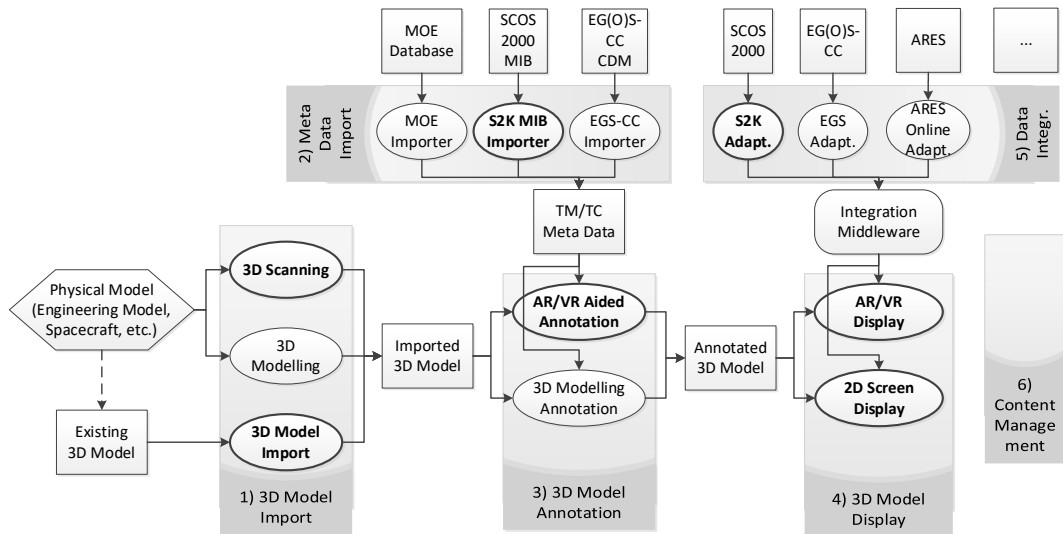 MOE
Database
SCOS
2000
MIB
EG(O)S-
CC
CDM
SCOS
2000
EG(O)S-
CC
ARES
...
2) Meta
Data
Import
MOE
Importer
S2K MIB
Importer
EGS-CC
Importer
S2K
Adapt.
EGS
Adapt.
ARES
Online
Adapt.
5) Data
Integr.
TM/TC
Meta Data
Integration
Middleware
Physical Model
(Engineering Model,
Spacecraft, etc.)
3D Scanning
3D
Modelling
Imported
3D Model
AR/VR Aided
Annotation
3D Modelling
Annotation
Annotated
3D Model
AR/VR
Display
2D Screen
Display
Existing
3D Model
3D Model
Import
1) 3D Model
Import
3) 3D Model
Annotation
4) 3D Model
Display
6)
Content
Manage
ment